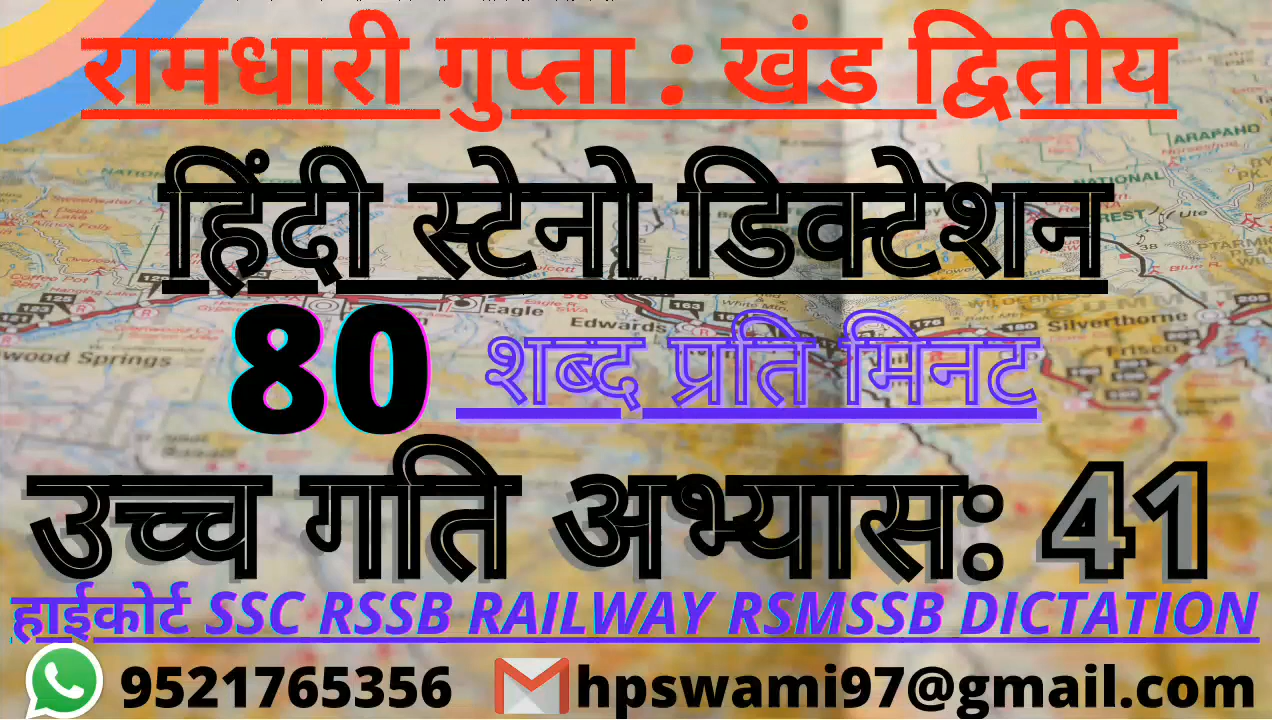 रामधारी गुप्ता : खंड द्वितीय
हिंदी स्टेनो डिक्टेशन
80 शब्द प्रति मिनट
उच्च गति अभ्यास: 41
हाईकोर्ट SSC RSSB RAILWAY RSMSSB DICTATION
9521765356 hpswami97@gmail.com